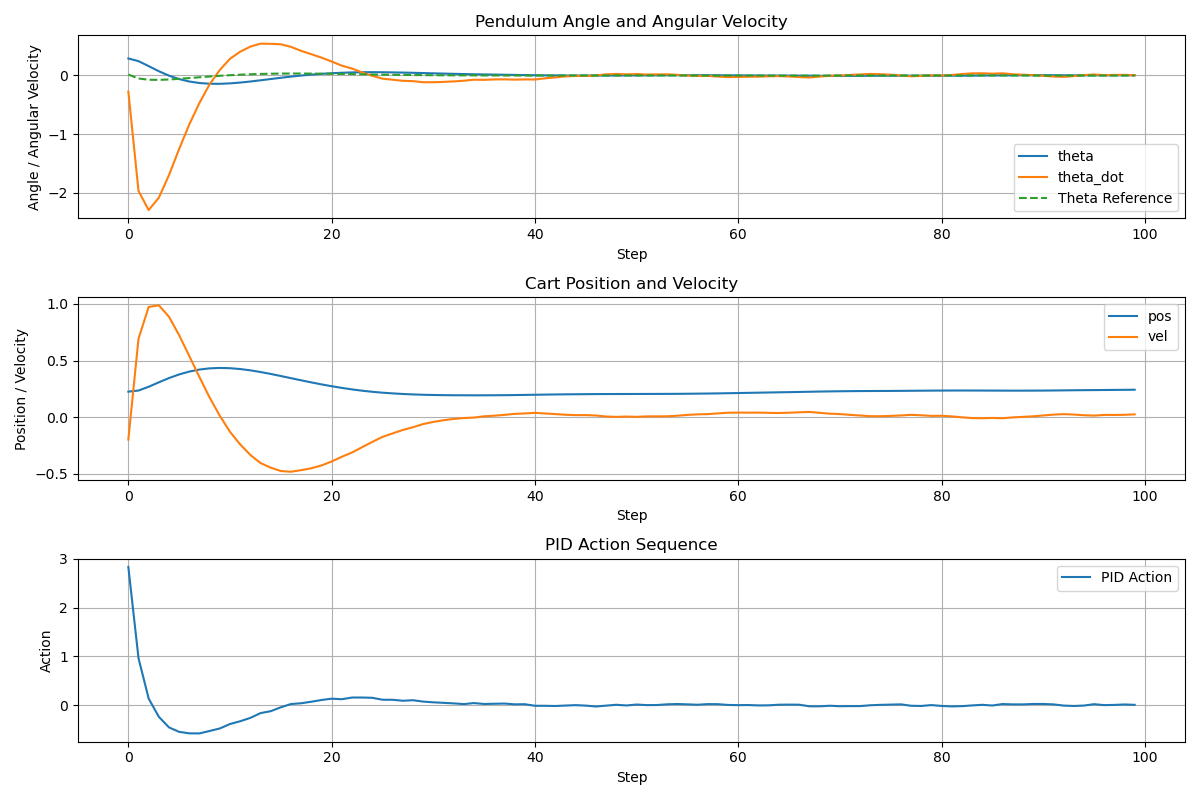 Pendulum Angle and Angular Velocity
Angle / Angular Velocity
0
−1
−2
theta
theta_dot
Theta Reference
0 20 40 60 80 100
Step
Cart Position and Velocity
Position / Velocity
1.0
0.5
0.0
−0.5
pos
vel
0 20 40 60 80 100
Step
PID Action Sequence
Action
3
2
1
0
PID Action
0 20 40 60 80 100
Step